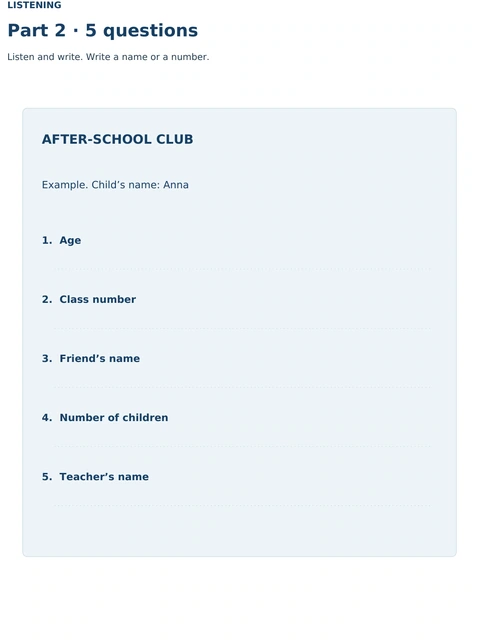 LISTENING
Part 2 · 5 questions
Listen and write. Write a name or a number.
AFTER-SCHOOL CLUB
Example. Child’s name: Anna
1. Age
2. Class number
3. Friend’s name
4. Number of children
5. Teacher’s name